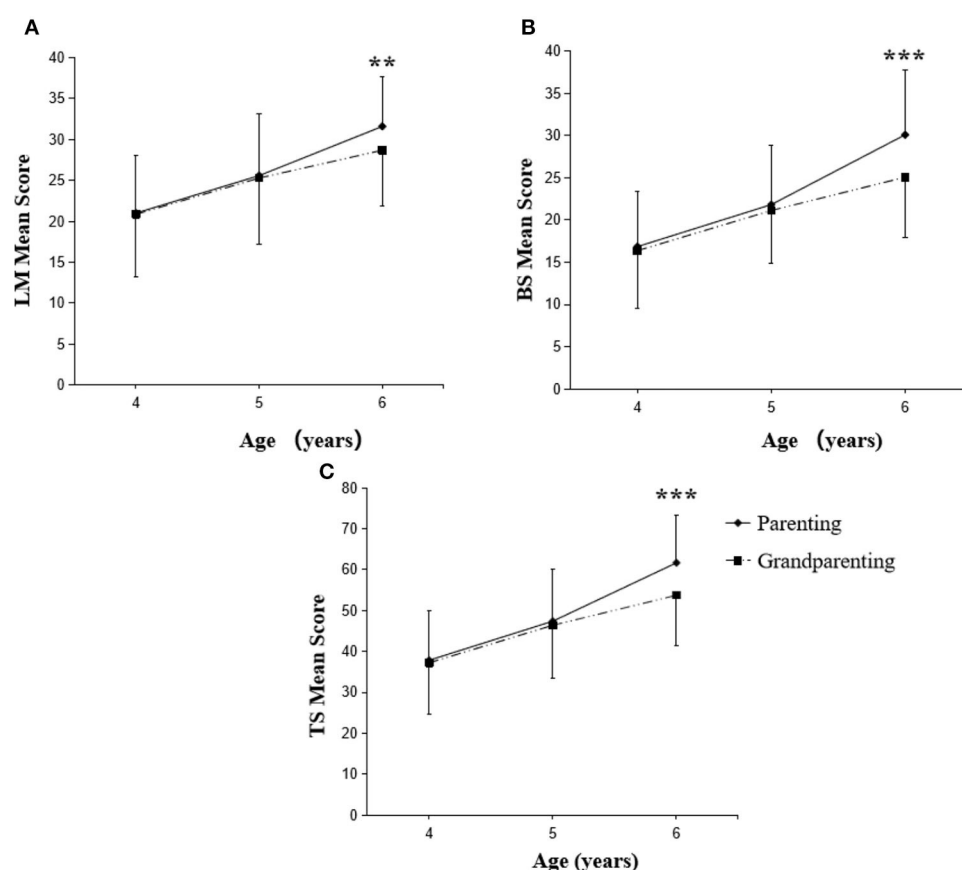 A
LM Mean Score
40
35
30
25
20
15
10
5
0
**
4 5 6
Age (years)
B
BS Mean Score
40
35
30
25
20
15
10
5
0
***
4 5 6
Age (years)
C
TS Mean Score
80
70
60
50
40
30
20
10
0
***
4 5 6
Age (years)
Parenting
Grandparenting